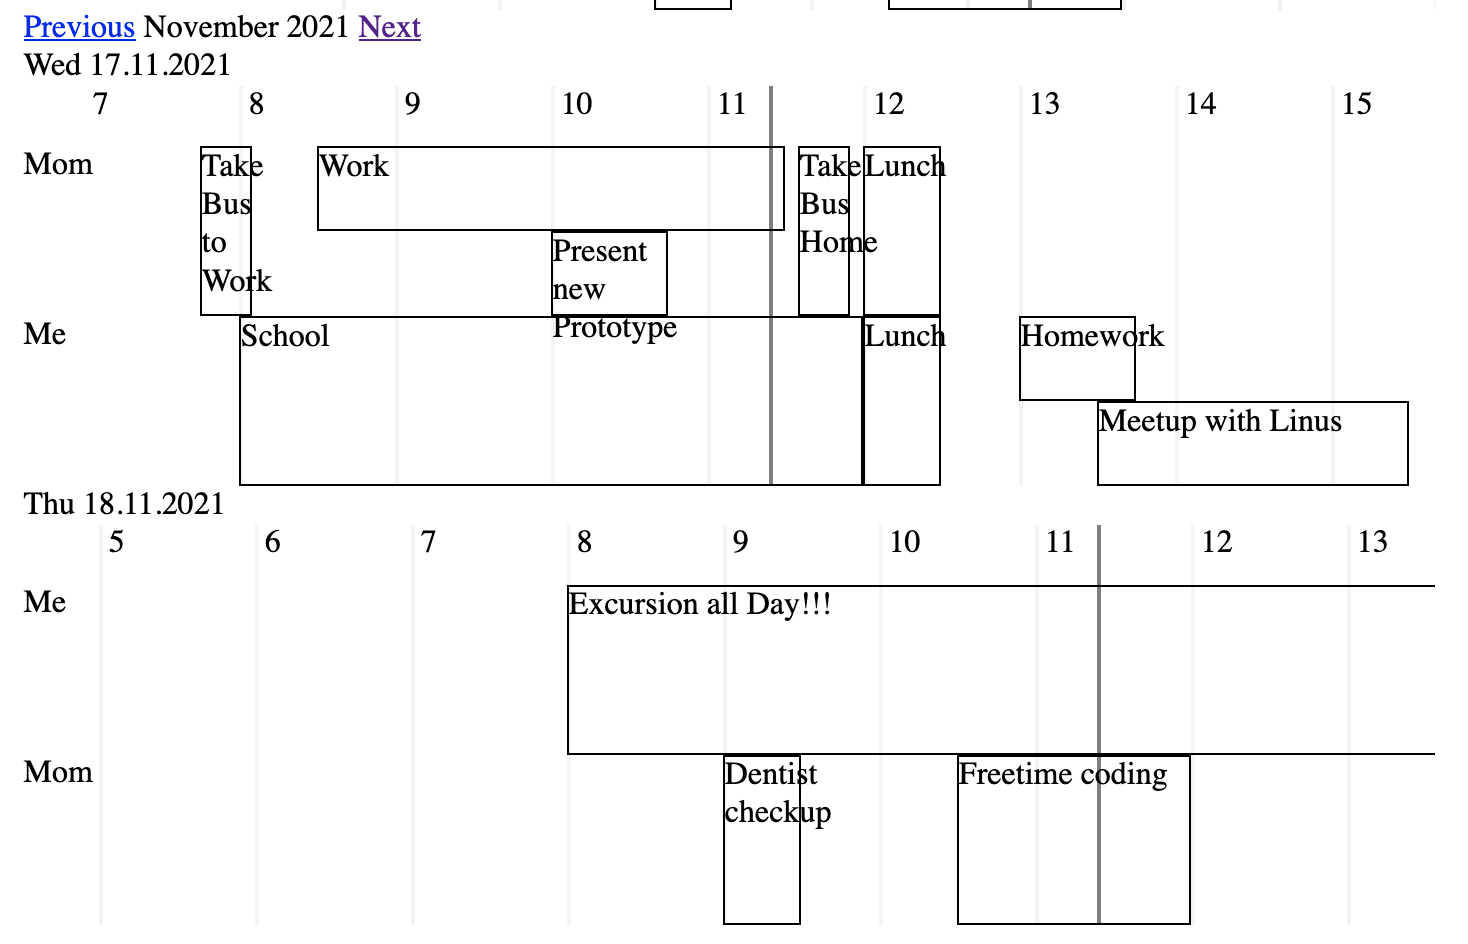 Previous November 2021 Next
Wed 17.11.2021
7 8 9 10 11 12 13 14 15
Mom
Take
Bus
to
Work
Work
Present
new
Prototype
Take
Bus
Home
Lunch
Me
School
Lunch
Homework
Meetup with Linus
Thu 18.11.2021
5 6 7 8 9 10 11 12 13
Me
Excursion all Day!!!
Mom
Dentist
checkup
Freetime coding